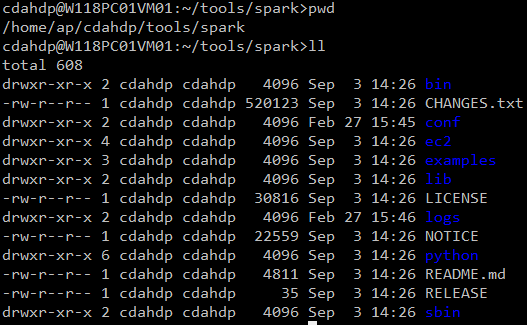 cdahdp@W118PC01VM01:~/tools/spark>pwd
/home/ap/cdahdp/tools/spark
cdahdp@W118PC01VM01:~/tools/spark>ll
total 608
drwxr-xr-x 2 cdahdp cdahdp   4096 Sep  3 14:26 bin
-rw-r--r-- 1 cdahdp cdahdp 520123 Sep  3 14:26 CHANGES.txt
drwxr-xr-x 2 cdahdp cdahdp   4096 Feb 27 15:45 conf
drwxr-xr-x 4 cdahdp cdahdp   4096 Sep  3 14:26 ec2
drwxr-xr-x 3 cdahdp cdahdp   4096 Sep  3 14:26 examples
drwxr-xr-x 2 cdahdp cdahdp   4096 Sep  3 14:26 lib
-rw-r--r-- 1 cdahdp cdahdp  30816 Sep  3 14:26 LICENSE
drwxr-xr-x 2 cdahdp cdahdp   4096 Feb 27 15:46 logs
-rw-r--r-- 1 cdahdp cdahdp  22559 Sep  3 14:26 NOTICE
drwxr-xr-x 6 cdahdp cdahdp   4096 Sep  3 14:26 python
-rw-r--r-- 1 cdahdp cdahdp   4811 Sep  3 14:26 README.md
-rw-r--r-- 1 cdahdp cdahdp     35 Sep  3 14:26 RELEASE
drwxr-xr-x 2 cdahdp cdahdp   4096 Sep  3 14:26 sbin